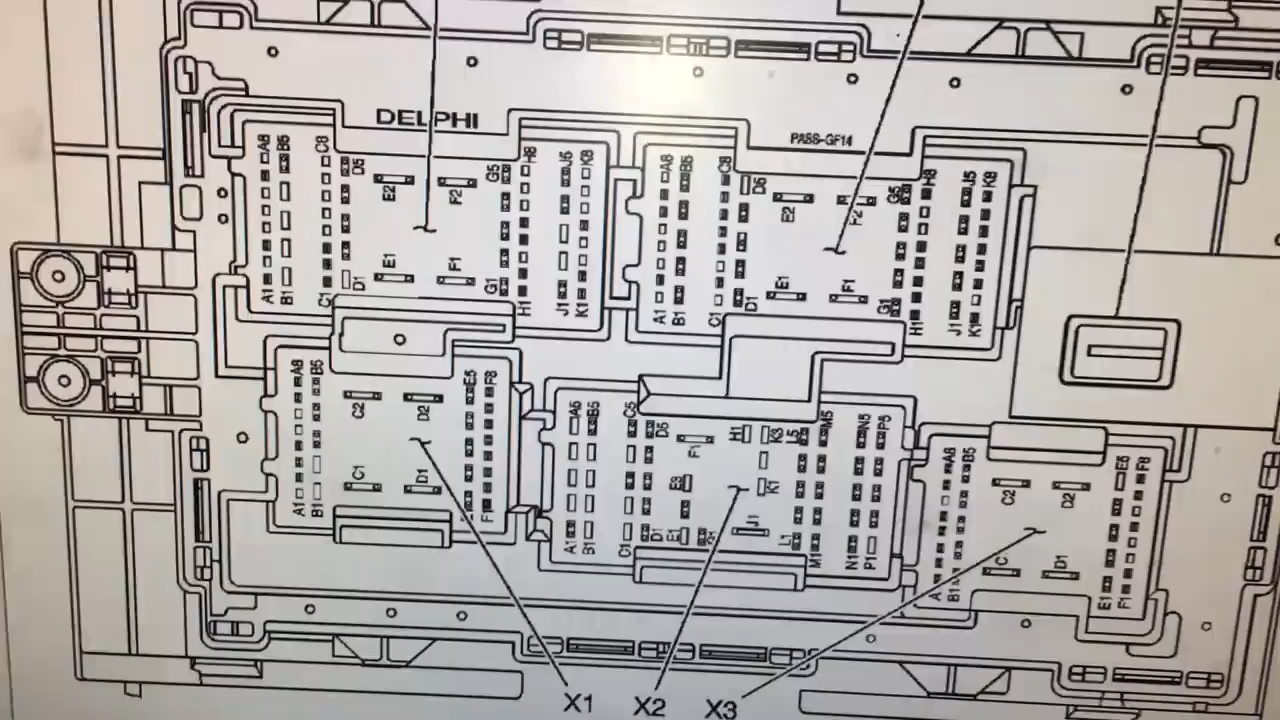 DELPHI
PASS-GF14
A8 B5 C8 D5 E2 F2 G5 H8 J5 K8
A1 B1 C1 D1 E1 F1 G1 H1 J1 K1
A8 B5 C8 D5 E2 F2 G5 H8 J5 K8
A1 B1 C1 D1 E1 F1 G1 H1 J1 K1
A8 B5 C2 D2 E5 F8
A1 B1 C1 D1
A5 B5 C5 D5 F1 H1 K3 L5 M5 N5 P5
E3 K1
A1 B1 C1 D1 E1 J1 L1 M1 N1 P1
A8 B5 C2 D2 E5 F8
B1 D1 E1 F1
X1 X2 X3